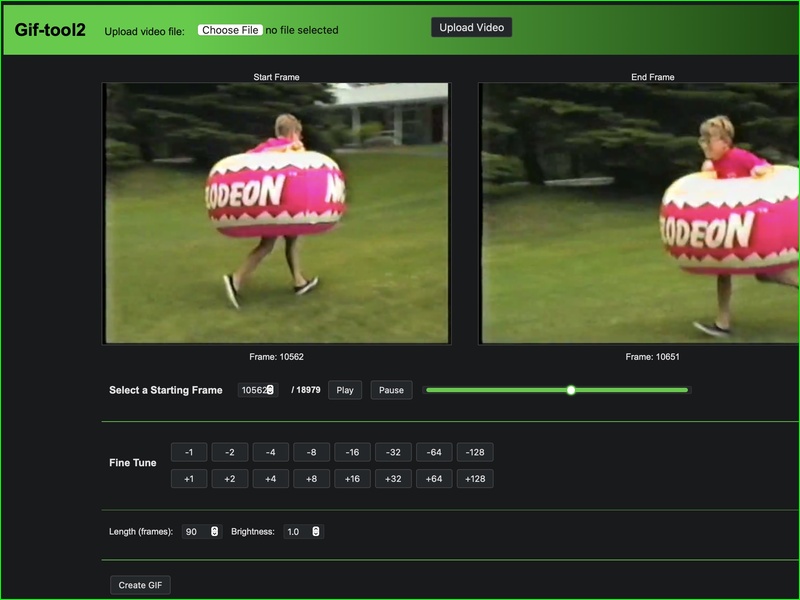 Gif-tool2 Upload video file: Choose File no file selected Upload Video
Start Frame End Frame
LODEON N
LODEON
Frame: 10562 Frame: 10651
Select a Starting Frame 10562 / 18979 Play Pause
-1 -2 -4 -8 -16 -32 -64 -128
Fine Tune
+1 +2 +4 +8 +16 +32 +64 +128
Length (frames): 90 Brightness: 1.0
Create GIF